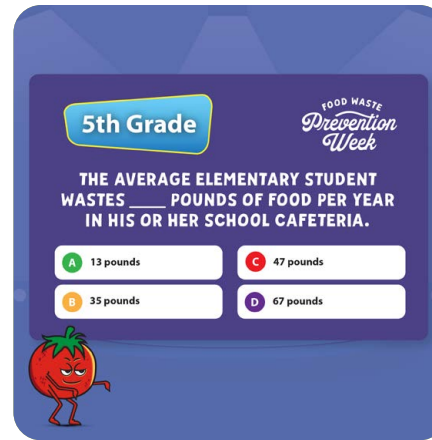 5th Grade
FOOD WASTE
Prevention
Week
THE AVERAGE ELEMENTARY STUDENT
WASTES ____ POUNDS OF FOOD PER YEAR
IN HIS OR HER SCHOOL CAFETERIA.
A 13 pounds
B 35 pounds
C 47 pounds
D 67 pounds